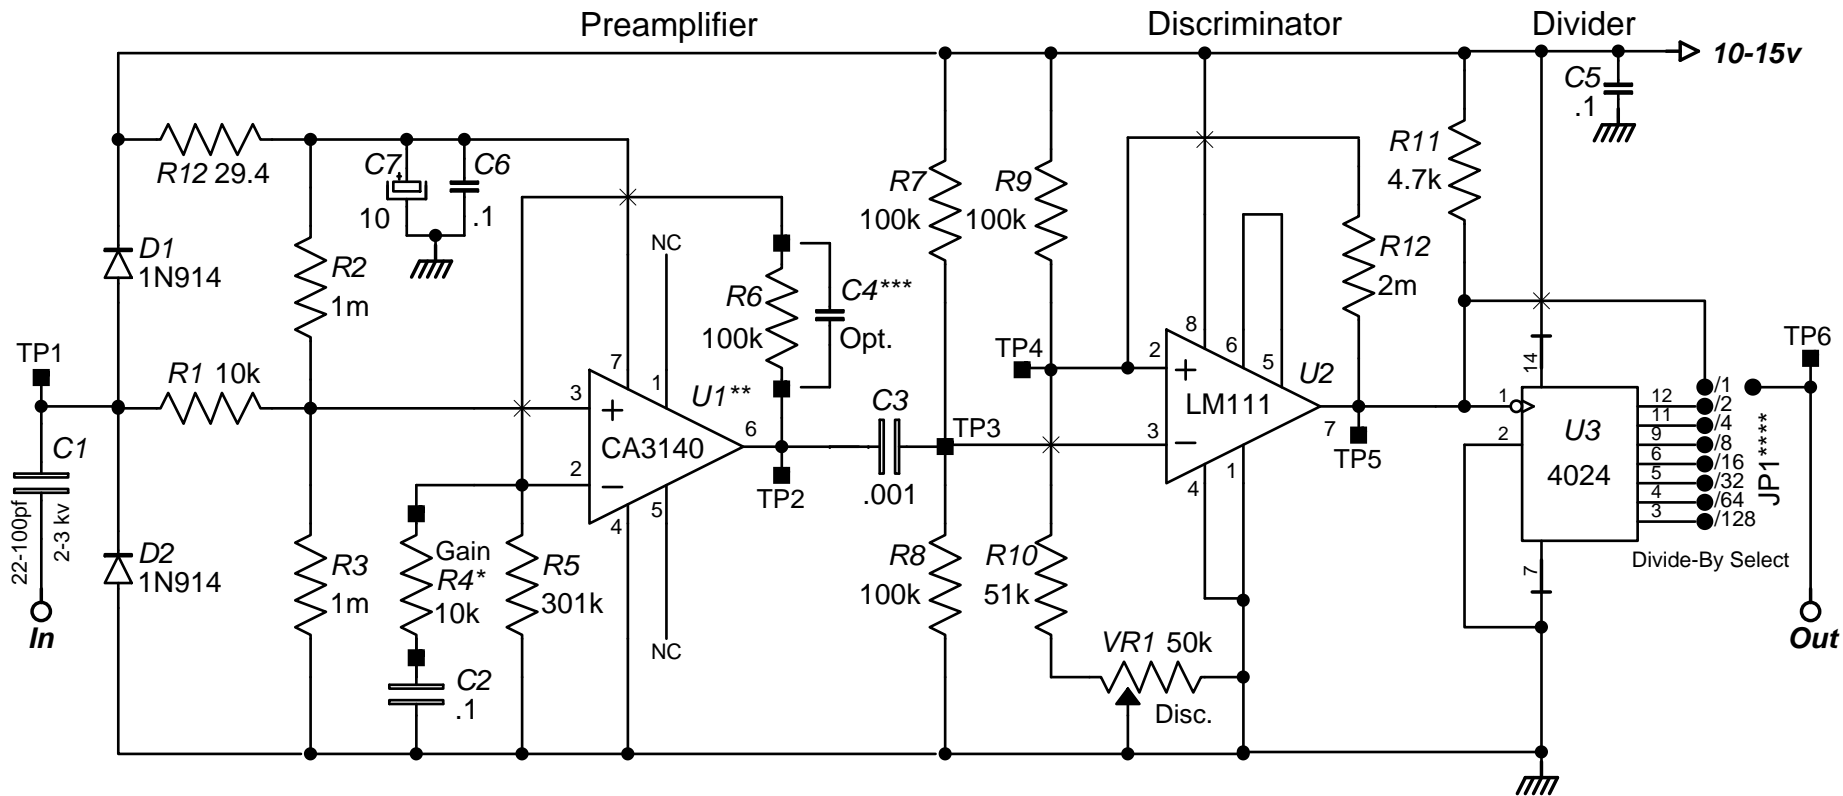 Preamplifier
Discriminator
Divider
10-15v
C5
.1
R12 29.4
C7
+
10
C6
.1
D1
1N914
R2
1m
TP1
R1 10k
C1
22-100pf
2-3 kv
In
D2
1N914
R3
1m
Gain
R4*
10k
C2
.1
R5
301k
NC
R6
100k
C4***
Opt.
7
1
3
+
U1**
CA3140
6
2
−
4
5
NC
TP2
C3
.001
R7
100k
R9
100k
TP3
TP4
R8
100k
R10
51k
VR1 50k
Disc.
8
6
5
2
+
U2
LM111
3
−
7
4
1
R12
2m
TP5
R11
4.7k
14
1
2
U3
4024
7
12
11
9
6
5
4
3
/1
/2
/4
/8
/16
/32
/64
/128
JP1****
Divide-By Select
TP6
Out